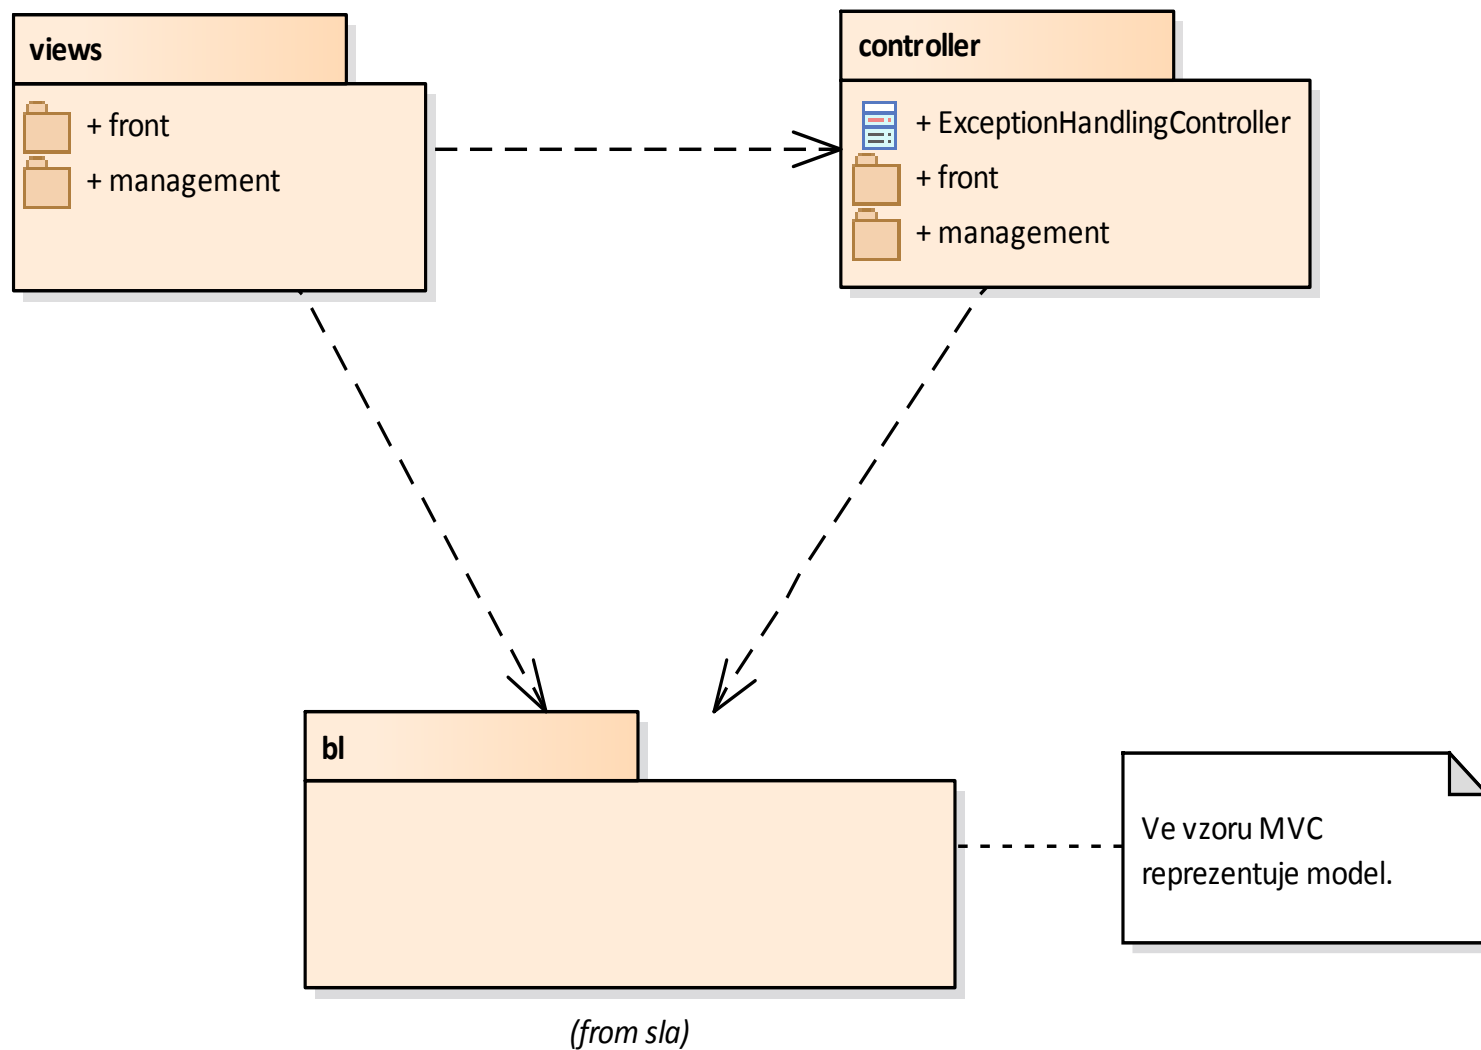 views
+ front
+ management
controller
+ ExceptionHandlingController
+ front
+ management
bl
Ve vzoru MVC
reprezentuje model.
(from sla)